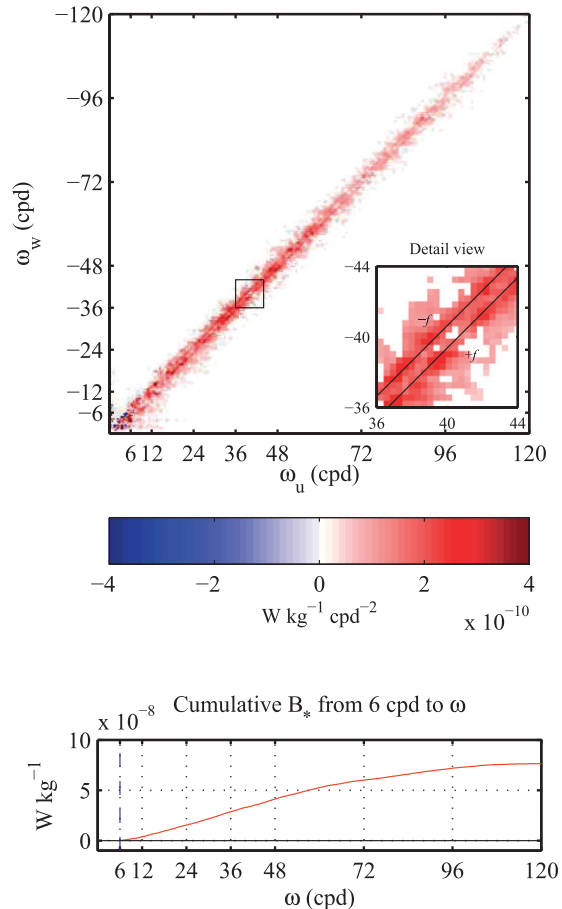 −120
−96
−72
−48
−36
−24
−12
−6
ω_w (cpd)
Detail view
−44
−40
−36
−f
+f
36 40 44
6 12 24 36 48 72 120
ω_u (cpd)
−4 −2 0 2 4
W kg⁻¹ cpd⁻² x 10⁻¹⁰
Cumulative B_* from 6 cpd to ω
x 10⁻⁸
10
5
0
W kg⁻¹
6 12 24 36 48 72 96 120
ω (cpd)